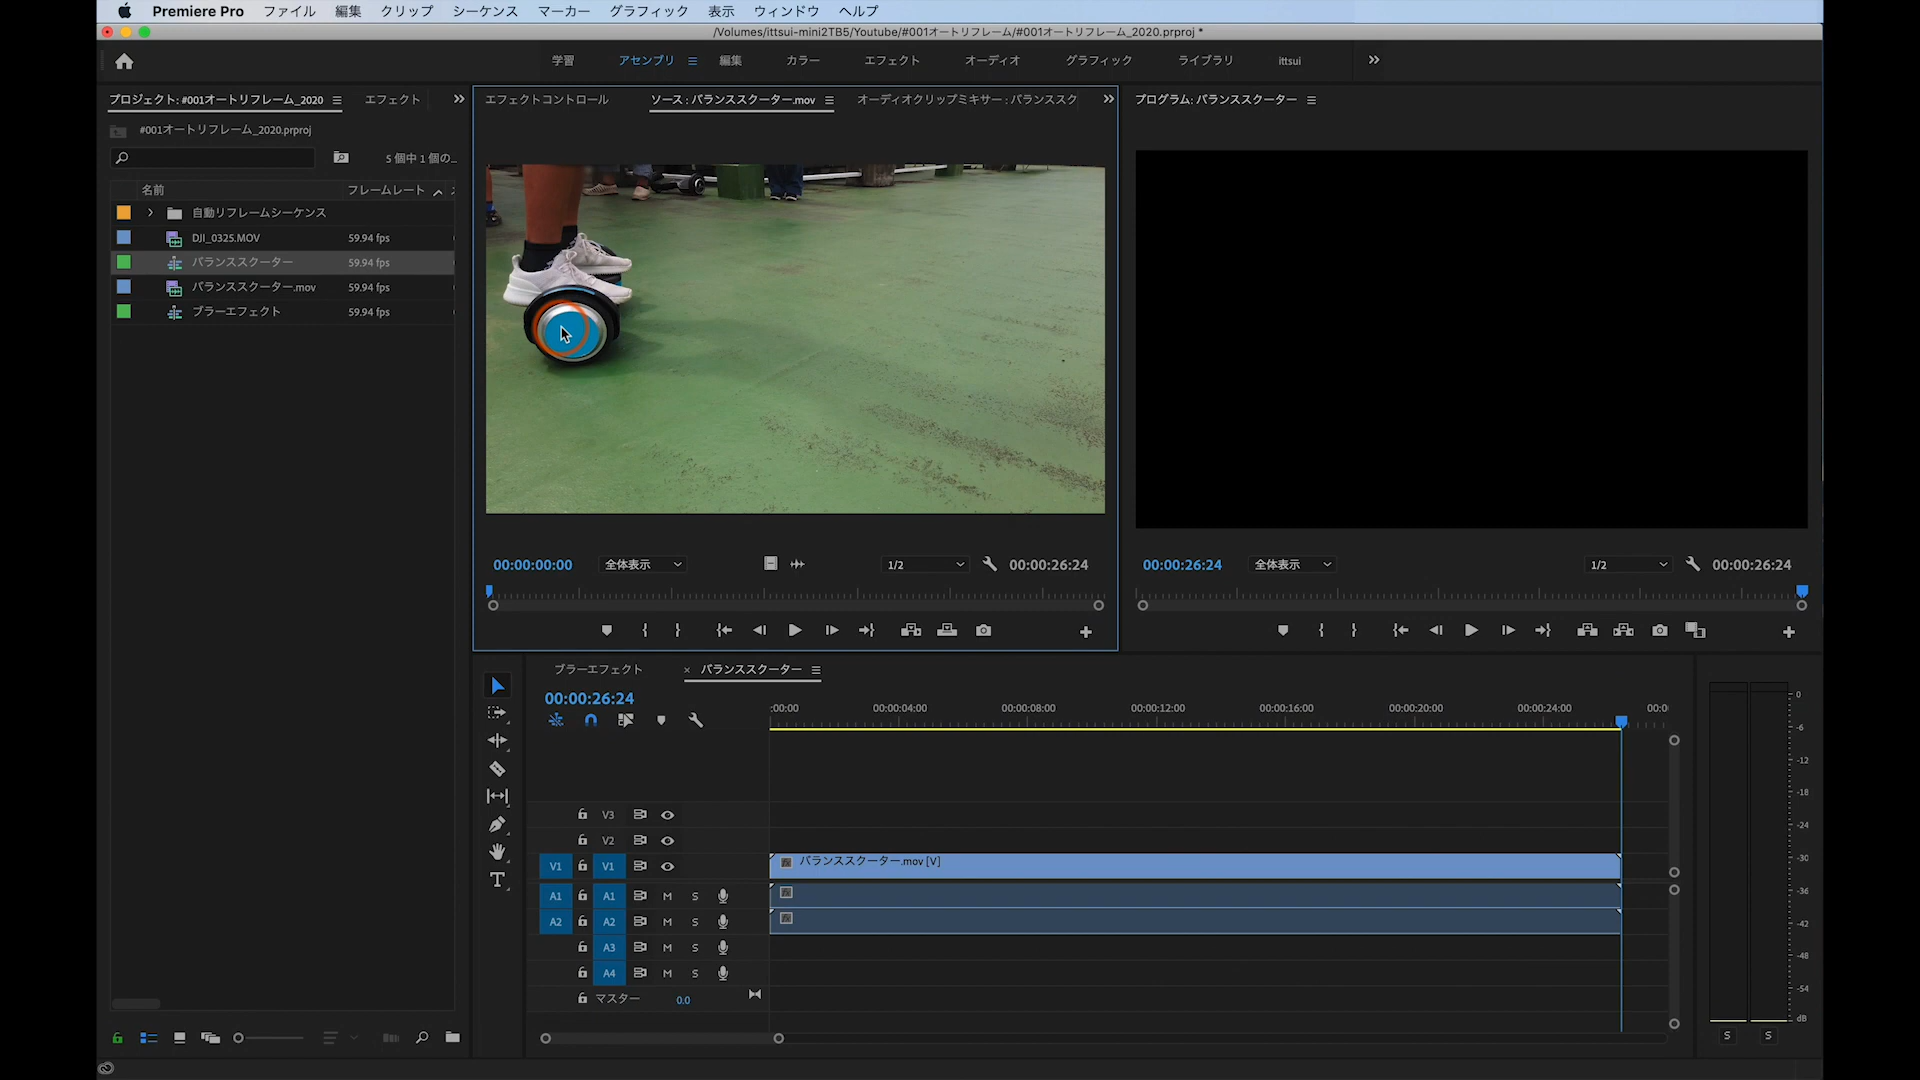 Premiere Pro ファイル 編集 クリップ シーケンス マーカー グラフィック 表示 ウィンドウ ヘルプ
/Volumes/ittsui-mini2TB5/Youtube/#001オートリフレーム/#001オートリフレーム_2020.prproj *
学習 アセンブリ 編集 カラー エフェクト オーディオ グラフィック ライブラリ ittsui
プロジェクト: #001オートリフレーム_2020 エフェクト
エフェクトコントロール ソース : バランススクーター.mov オーディオクリップミキサー : バランススク
プログラム: バランススクーター
#001オートリフレーム_2020.prproj
5 個中 1 個の...
名前 フレームレート
自動リフレームシーケンス
DJI_0325.MOV 59.94 fps
バランススクーター 59.94 fps
バランススクーター.mov 59.94 fps
ブラーエフェクト 59.94 fps
00:00:00:00 全体表示 1/2 00:00:26:24
00:00:26:24 全体表示 1/2 00:00:26:24
ブラーエフェクト × バランススクーター
00:00:26:24
:00:00 00:00:04:00 00:00:08:00 00:00:12:00 00:00:16:00 00:00:20:00 00:00:24:00 00:0
V3
V2
V1 V1 バランススクーター.mov [V]
A1 A1 M S
A2 A2 M S
A3 M S
A4 M S
マスター 0.0
0
-6
-12
-18
-24
-30
-36
-42
-48
-54
dB
S S